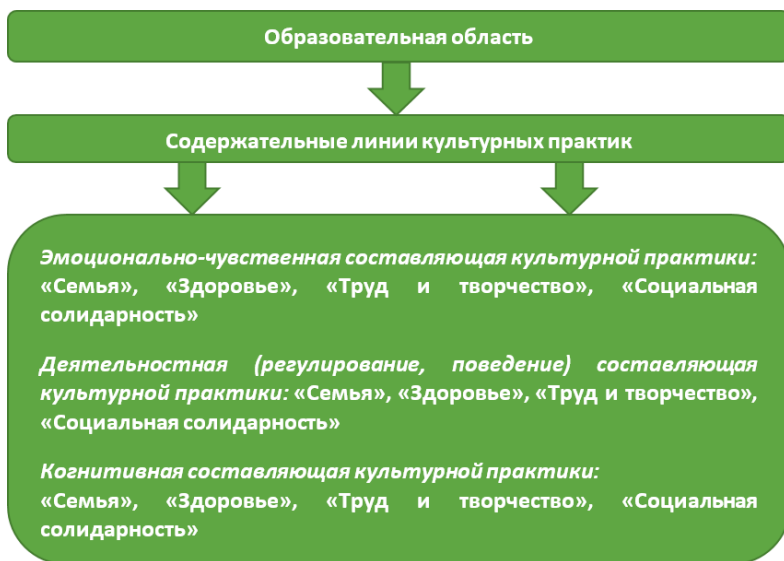 Образовательная область
Содержательные линии культурных практик
Эмоционально-чувственная составляющая культурной практики:
«Семья», «Здоровье», «Труд и творчество», «Социальная
солидарность»
Деятельностная (регулирование, поведение) составляющая
культурной практики: «Семья», «Здоровье», «Труд и творчество»,
«Социальная солидарность»
Когнитивная составляющая культурной практики:
«Семья», «Здоровье», «Труд и творчество», «Социальная
солидарность»